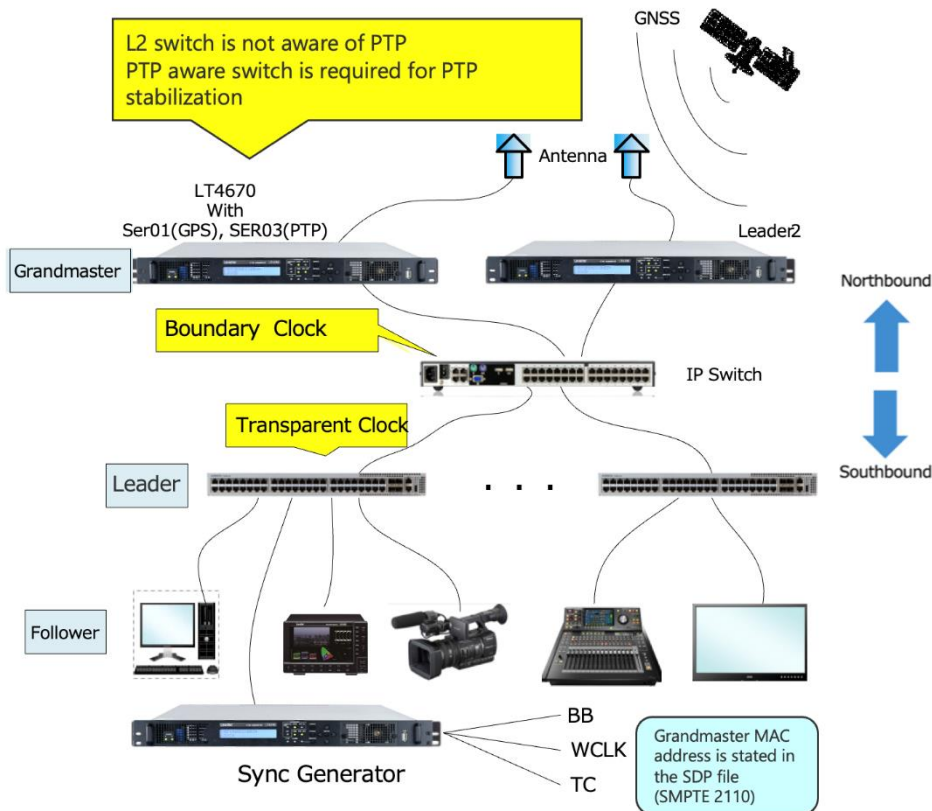 GNSS
L2 switch is not aware of PTP
PTP aware switch is required for PTP
stabilization
Antenna
LT4670
With
Ser01(GPS), SER03(PTP)
Leader2
Grandmaster
Northbound
Boundary Clock
IP Switch
Transparent Clock
Leader
. . .
Southbound
Follower
BB
WCLK
TC
Sync Generator
Grandmaster MAC
address is stated in
the SDP file
(SMPTE 2110)